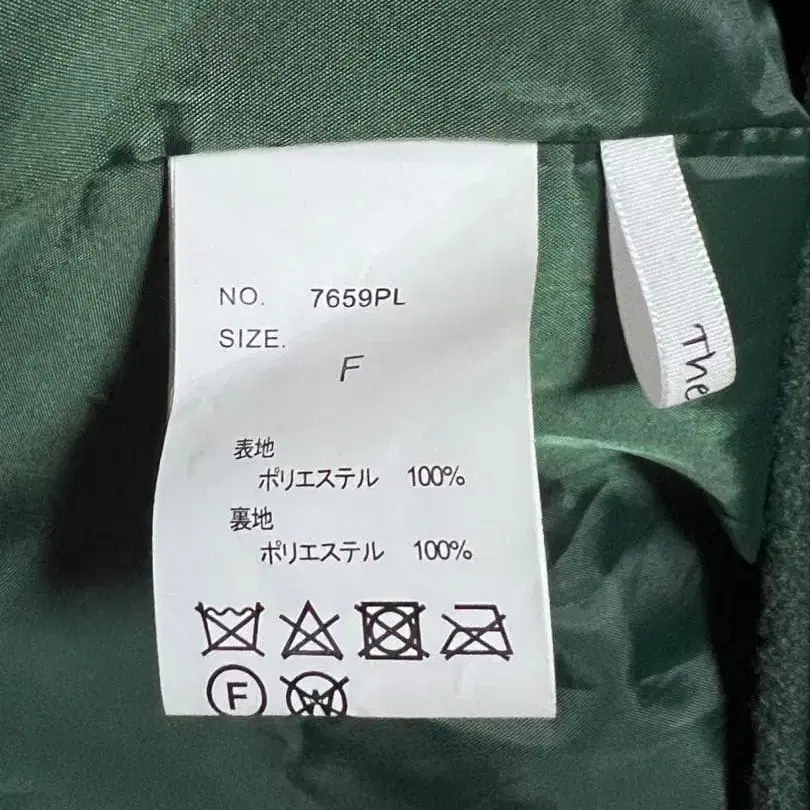 NO. 7659PL
SIZE.
F
表地
ポリエステル 100%
裏地
ポリエステル 100%
F
W
The